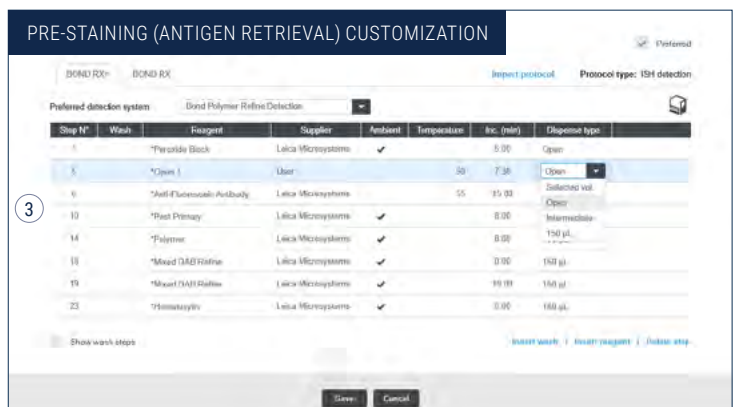 PRE-STAINING (ANTIGEN RETRIEVAL) CUSTOMIZATION
Preferred
BOND RX BOND RX Import protocol Protocol type: ISH detection
Preferred detection system Bond Polymer Refine Detection
Step N° Wash Reagent Supplier Ambient Temperature Inc. (min) Dispense type
*Peroxide Block Leica Microsystems ✓ 5:00 Open
*Open 1 User Open
Selected vol.
*Anti-Fluorescein Antibody Leica Microsystems 15:00
Open
3
10 *Post Primary Leica Microsystems ✓ 8:00 Intermediate
150 µL
14 *Polymer Leica Microsystems ✓ 8:00
18 *Mixed DAB Refine Leica Microsystems ✓ 0:00 150 µL
19 *Mixed DAB Refine Leica Microsystems ✓ 10:00 150 µL
23 *Hematoxylin Leica Microsystems ✓ 150 µL
Show wash steps Insert wash | Insert reagent | Delete step
Save Cancel